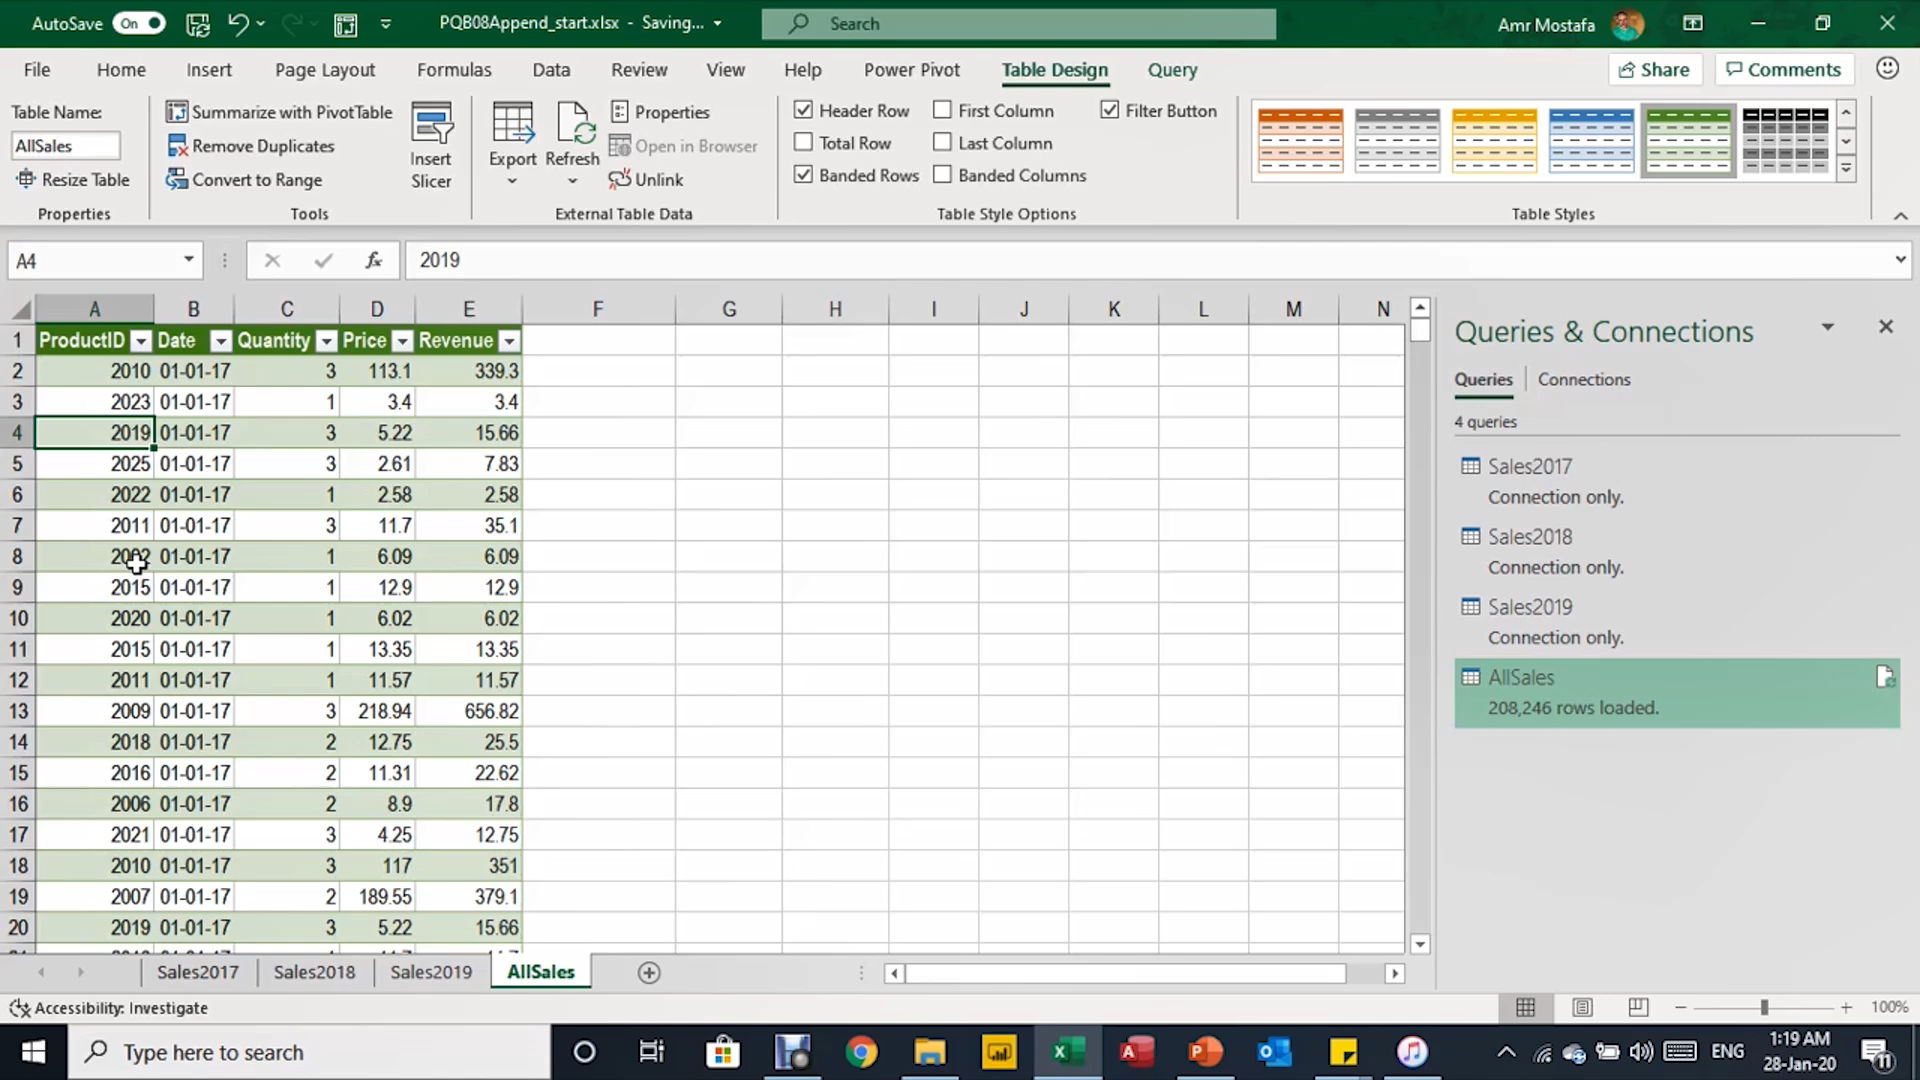 AutoSave On PQB08Append_start.xlsx - Saving... Search Amr Mostafa
File Home Insert Page Layout Formulas Data Review View Help Power Pivot Table Design Query Share Comments
Table Name:
AllSales
Resize Table
Properties
Summarize with PivotTable
Remove Duplicates
Convert to Range
Tools
Insert
Slicer
Export
Refresh
Properties
Open in Browser
Unlink
External Table Data
Header Row First Column Filter Button
Total Row Last Column
Banded Rows Banded Columns
Table Style Options
Table Styles
A4 fx 2019
A B C D E F G H I J K L M N
1 ProductID Date Quantity Price Revenue
2 2010 01-01-17 3 113.1 339.3
3 2023 01-01-17 1 3.4 3.4
4 2019 01-01-17 3 5.22 15.66
5 2025 01-01-17 3 2.61 7.83
6 2022 01-01-17 1 2.58 2.58
7 2011 01-01-17 3 11.7 35.1
8 01-01-17 1 6.09 6.09
9 2015 01-01-17 1 12.9 12.9
10 2020 01-01-17 1 6.02 6.02
11 2015 01-01-17 1 13.35 13.35
12 2011 01-01-17 1 11.57 11.57
13 2009 01-01-17 3 218.94 656.82
14 2018 01-01-17 2 12.75 25.5
15 2016 01-01-17 2 11.31 22.62
16 2006 01-01-17 2 8.9 17.8
17 2021 01-01-17 3 4.25 12.75
18 2010 01-01-17 3 117 351
19 2007 01-01-17 2 189.55 379.1
20 2019 01-01-17 3 5.22 15.66
Queries & Connections
Queries Connections
4 queries
Sales2017
Connection only.
Sales2018
Connection only.
Sales2019
Connection only.
AllSales
208,246 rows loaded.
Sales2017 Sales2018 Sales2019 AllSales
Accessibility: Investigate 100%
Type here to search
ENG
1:19 AM
28-Jan-20
11